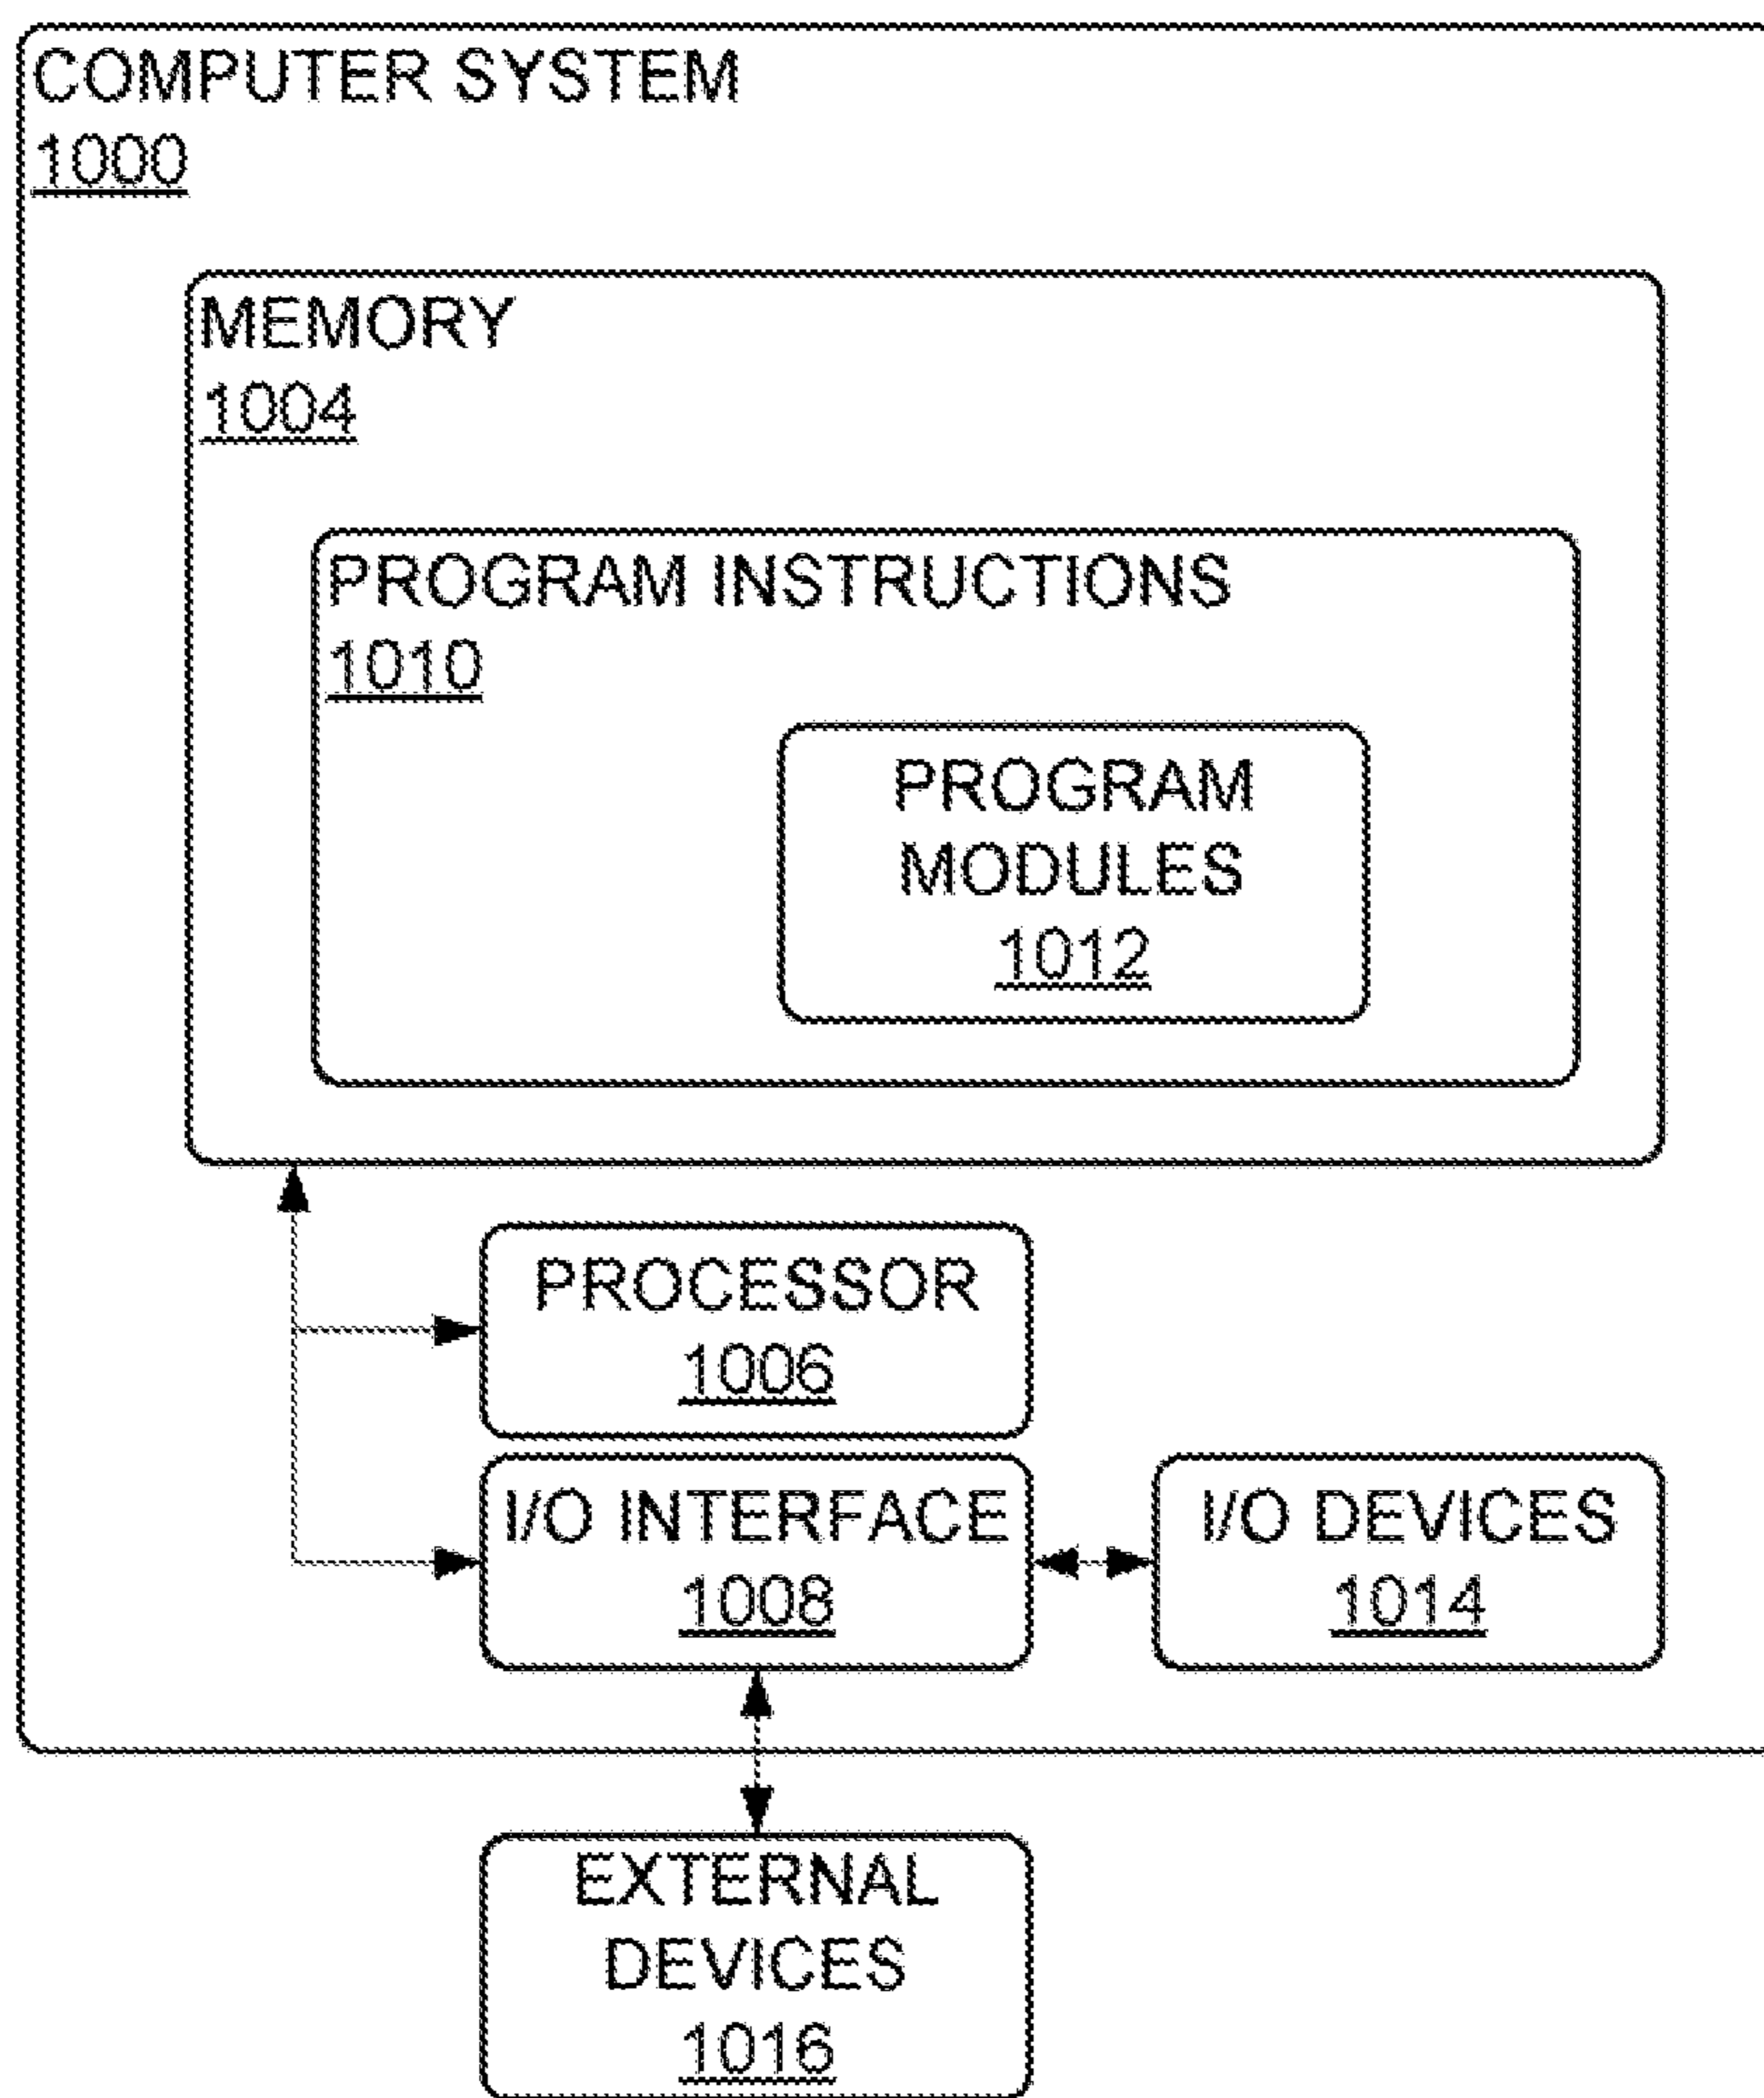 COMPUTER SYSTEM
1000
MEMORY
1004
PROGRAM INSTRUCTIONS
1010
PROGRAM
MODULES
1012
PROCESSOR
1006
I/O INTERFACE
1008
I/O DEVICES
1014
EXTERNAL
DEVICES
1016